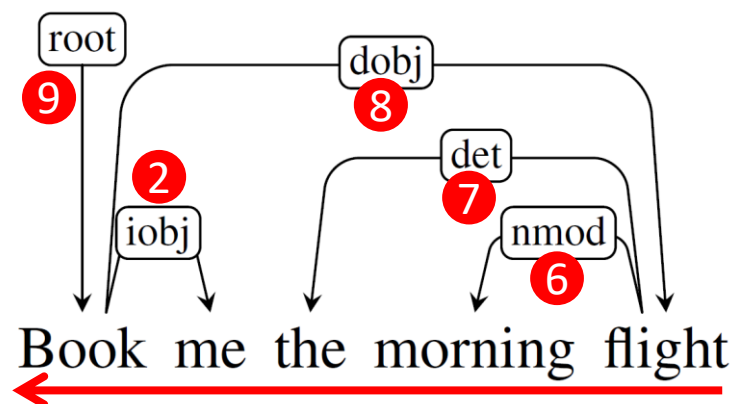 root
9
dobj
8
det
7
2
iobj
nmod
6
Book me the morning flight